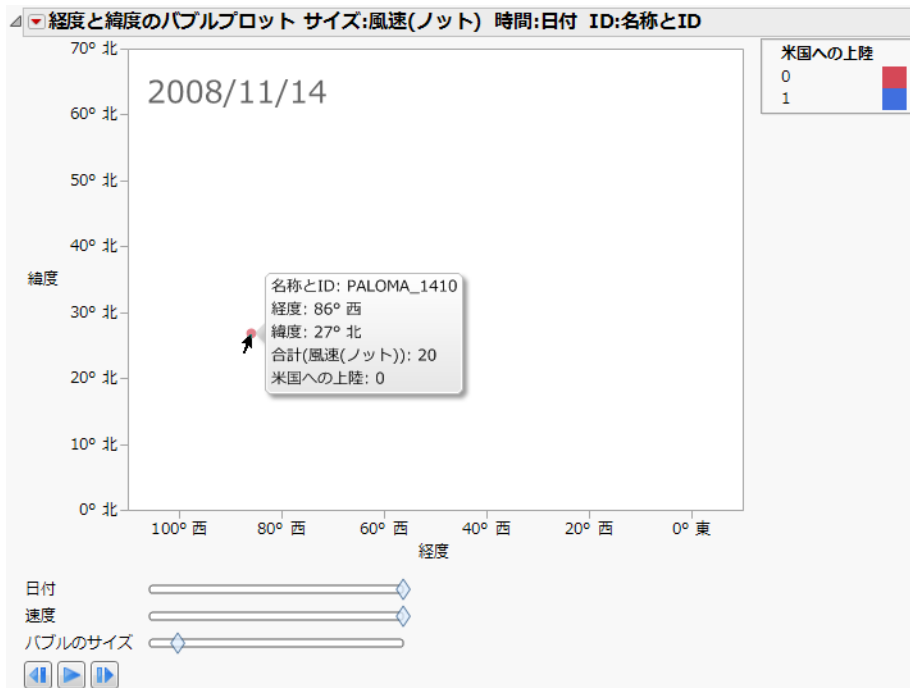 経度と緯度のバブルプロット サイズ:風速(ノット) 時間:日付 ID:名称とID
米国への上陸
0
1
2008/11/14
70° 北
60° 北
50° 北
40° 北
30° 北
20° 北
10° 北
0° 北
緯度
名称とID: PALOMA_1410
経度: 86° 西
緯度: 27° 北
合計(風速(ノット)): 20
米国への上陸: 0
100° 西 80° 西 60° 西 40° 西 20° 西 0° 東
経度
日付
速度
バブルのサイズ